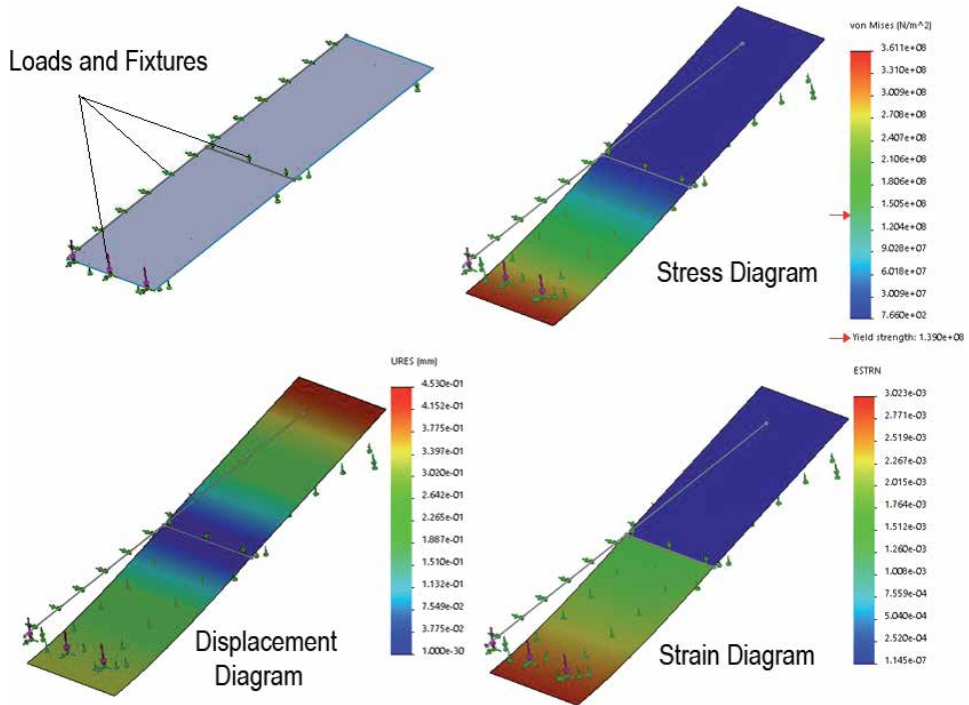 Loads and Fixtures
von Mises (N/m^2)
3.611e+08
3.310e+08
3.009e+08
2.708e+08
2.407e+08
2.106e+08
1.806e+08
1.505e+08
1.204e+08
9.028e+07
6.018e+07
3.009e+07
7.660e+02
Yield strength: 1.390e+08
Stress Diagram
URES (mm)
4.530e-01
4.152e-01
3.775e-01
3.397e-01
3.020e-01
2.642e-01
2.265e-01
1.887e-01
1.510e-01
1.132e-01
7.549e-02
3.775e-02
1.000e-30
Displacement
Diagram
ESTRN
3.023e-03
2.771e-03
2.519e-03
2.267e-03
2.015e-03
1.764e-03
1.512e-03
1.260e-03
1.008e-03
7.559e-04
5.040e-04
2.520e-04
1.145e-07
Strain Diagram